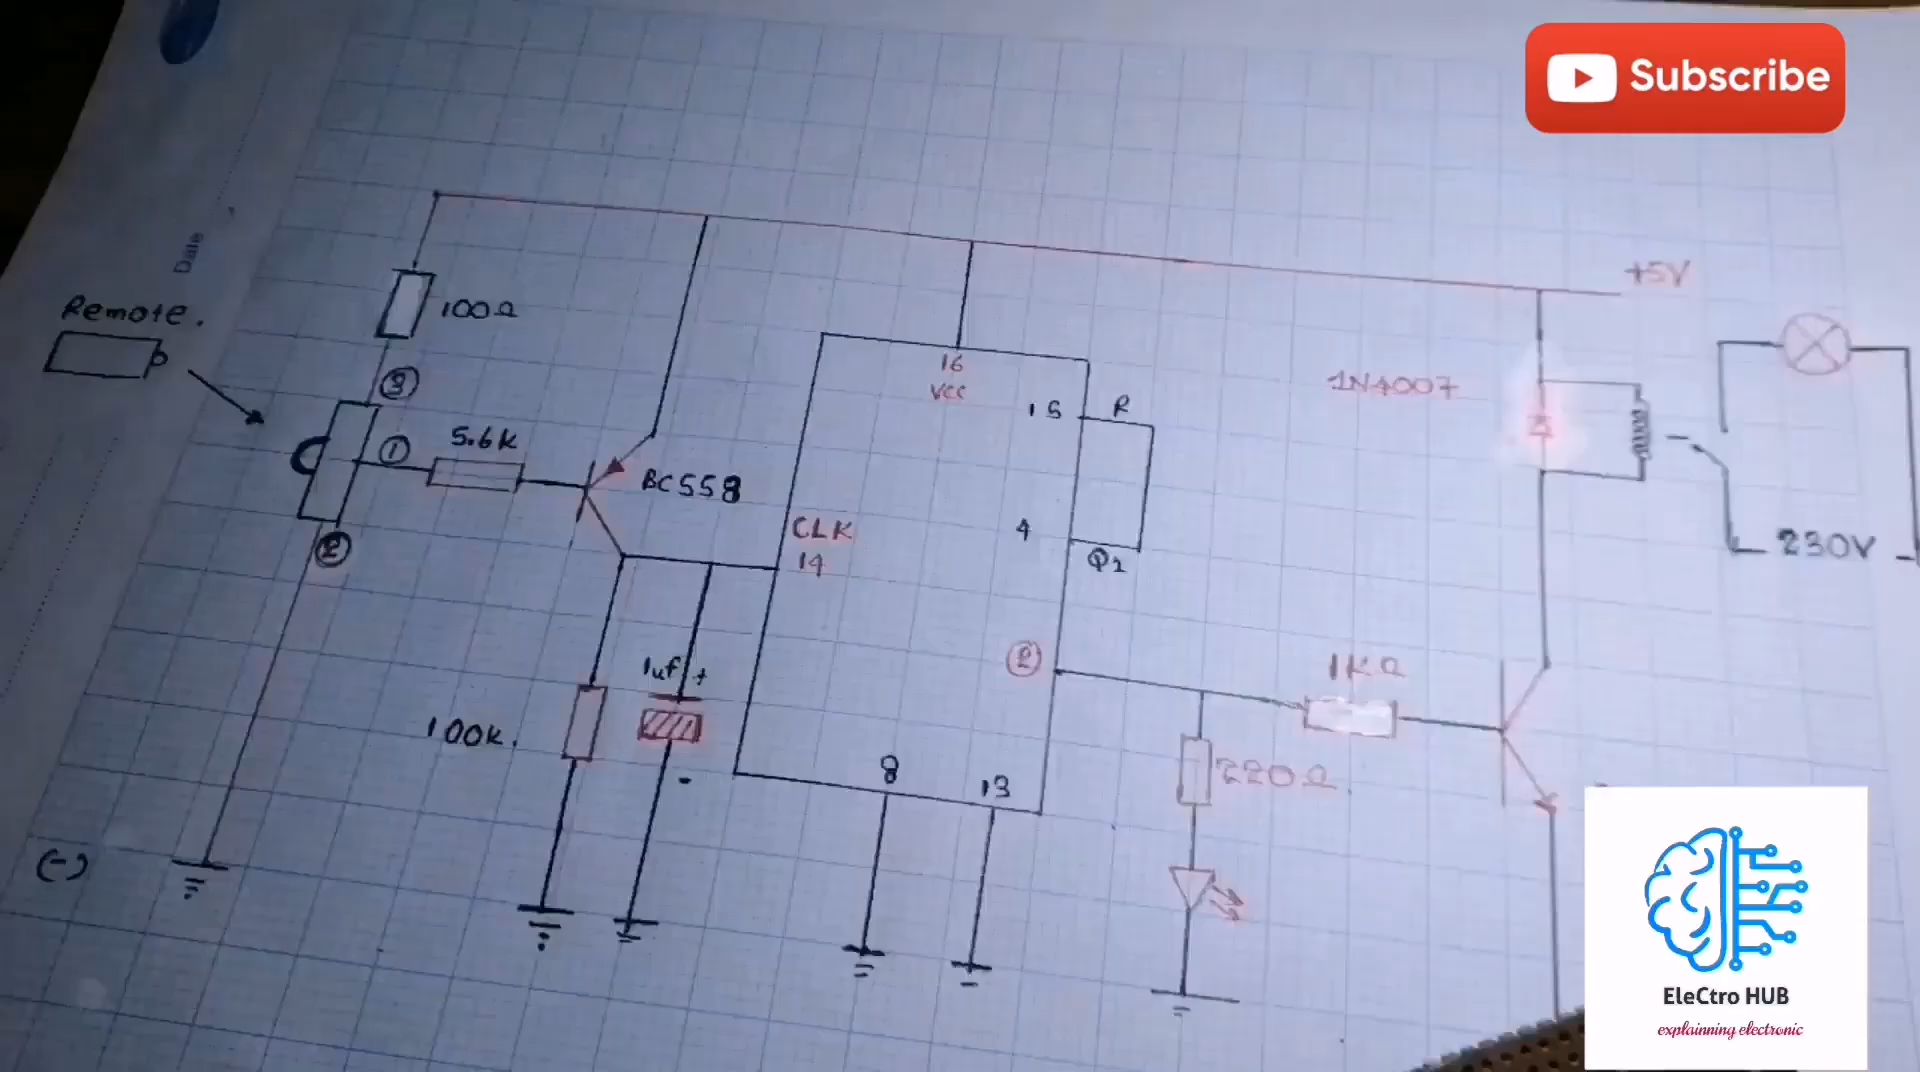 Subscribe
Date
Remote.
100Ω
3
1
5.6K
BC558
2
(-)
100K.
1uf +
-
CLK
14
16
VCC
15
R
4
Q2
2
8
13
+5V
1N4007
230V
1KΩ
220Ω
EleCtro HUB
explainning electronic